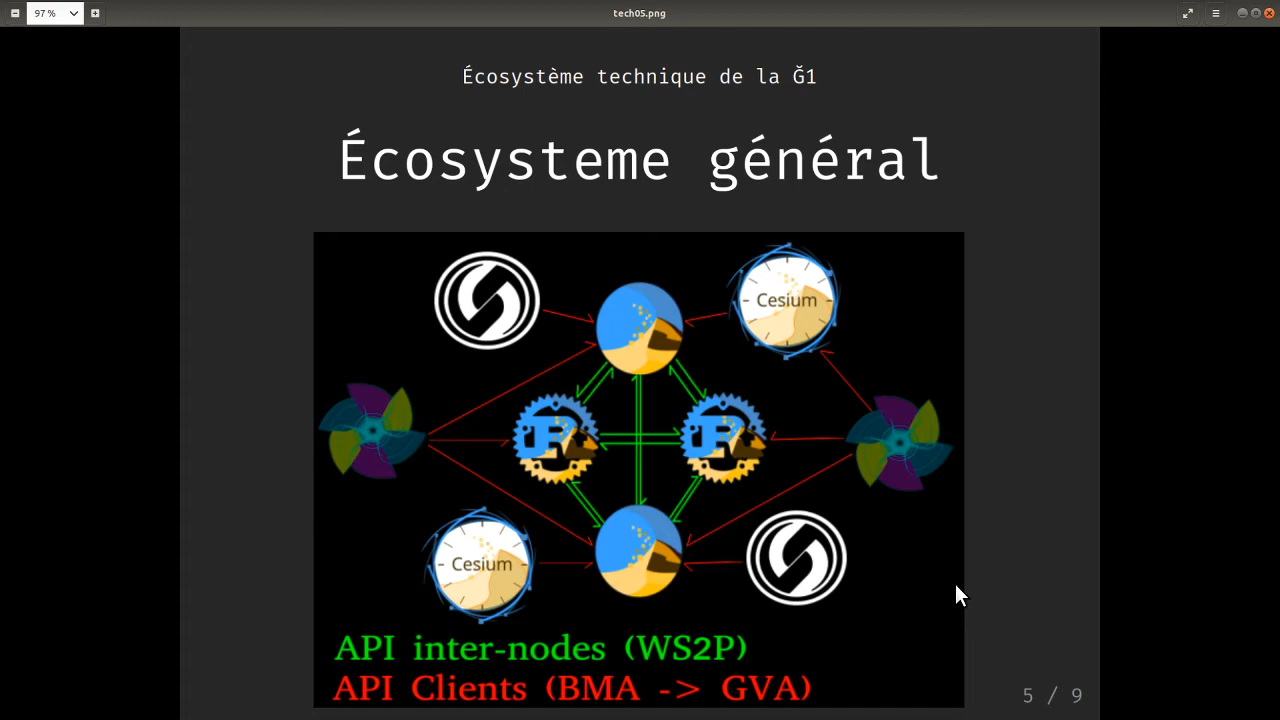 97 %
tech05.png
Écosystème technique de la Ğ1
Écosysteme général
Cesium
Cesium
API inter-nodes (WS2P)
API Clients (BMA -> GVA)
5 / 9